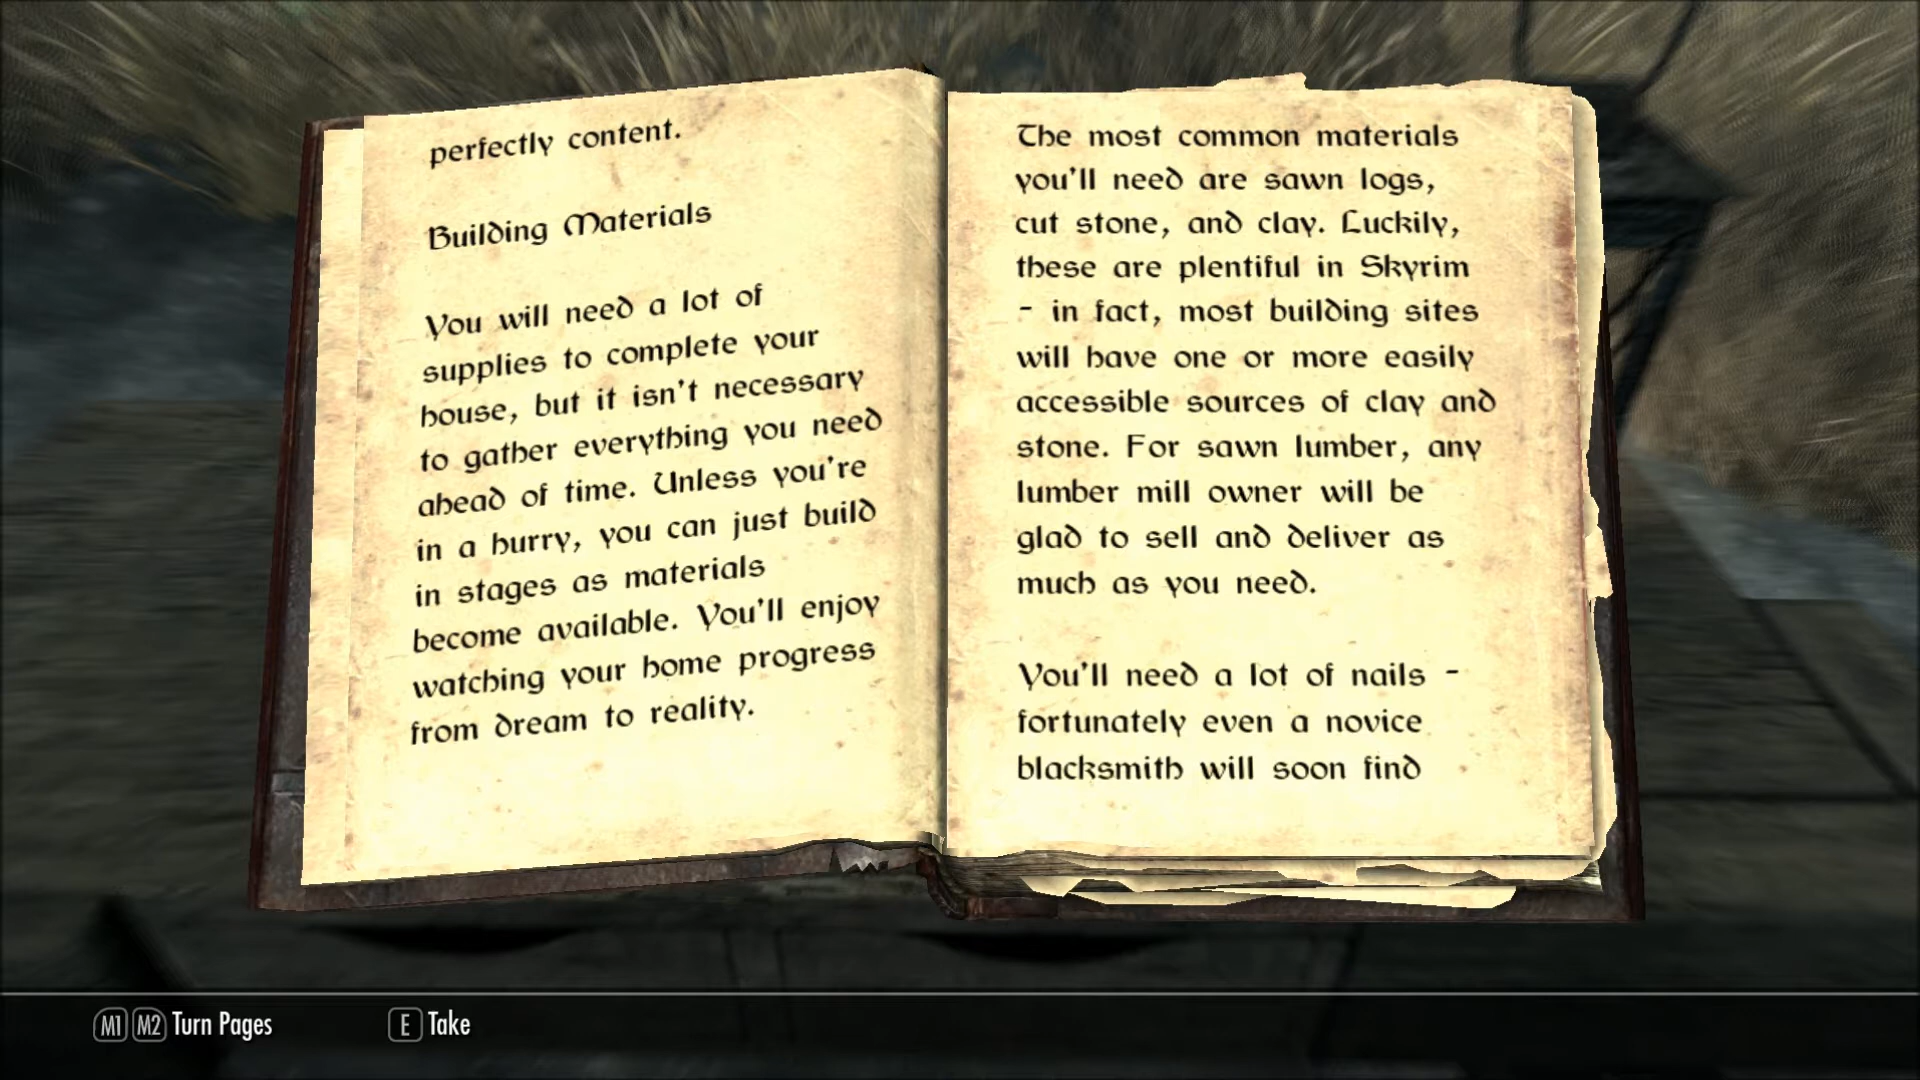 perfectly content.
Building Materials
You will need a lot of
supplies to complete your
house, but it isn't necessary
to gather everything you need
ahead of time. Unless you're
in a hurry, you can just build
in stages as materials
become available. You'll enjoy
watching your home progress
from dream to reality.
The most common materials
you'll need are sawn logs,
cut stone, and clay. Luckily,
these are plentiful in Skyrim
- in fact, most building sites
will have one or more easily
accessible sources of clay and
stone. For sawn lumber, any
lumber mill owner will be
glad to sell and deliver as
much as you need.
You'll need a lot of nails -
fortunately even a novice
blacksmith will soon find
M1 M2 Turn Pages
E Take